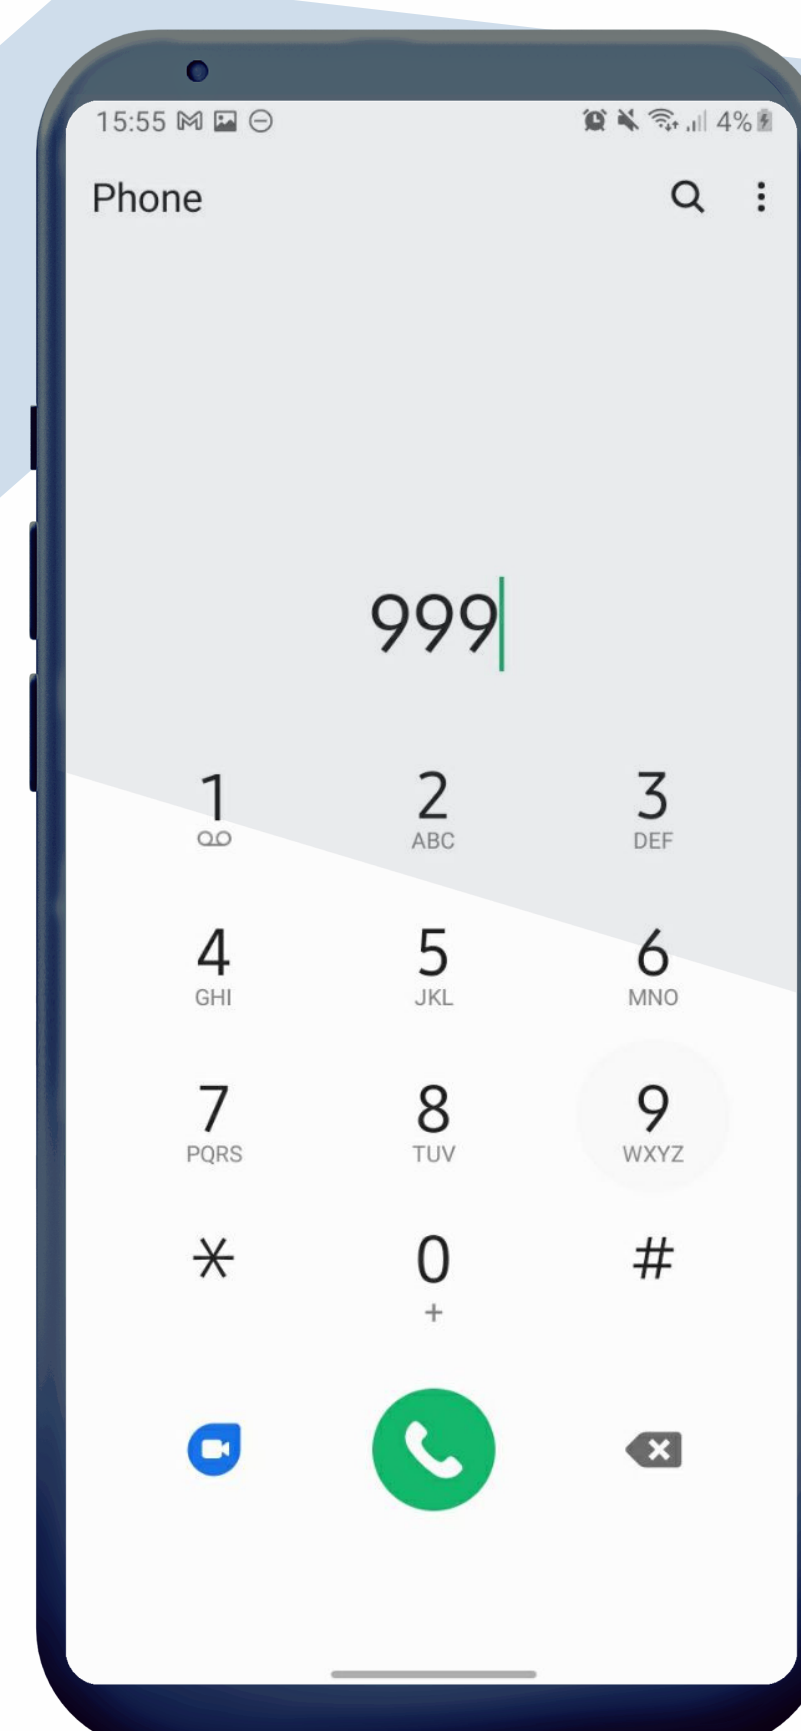 15:55 4%
Phone
999
1 2 3
ABC DEF
4 5 6
GHI JKL MNO
7 8 9
PQRS TUV WXYZ
* 0 #
+